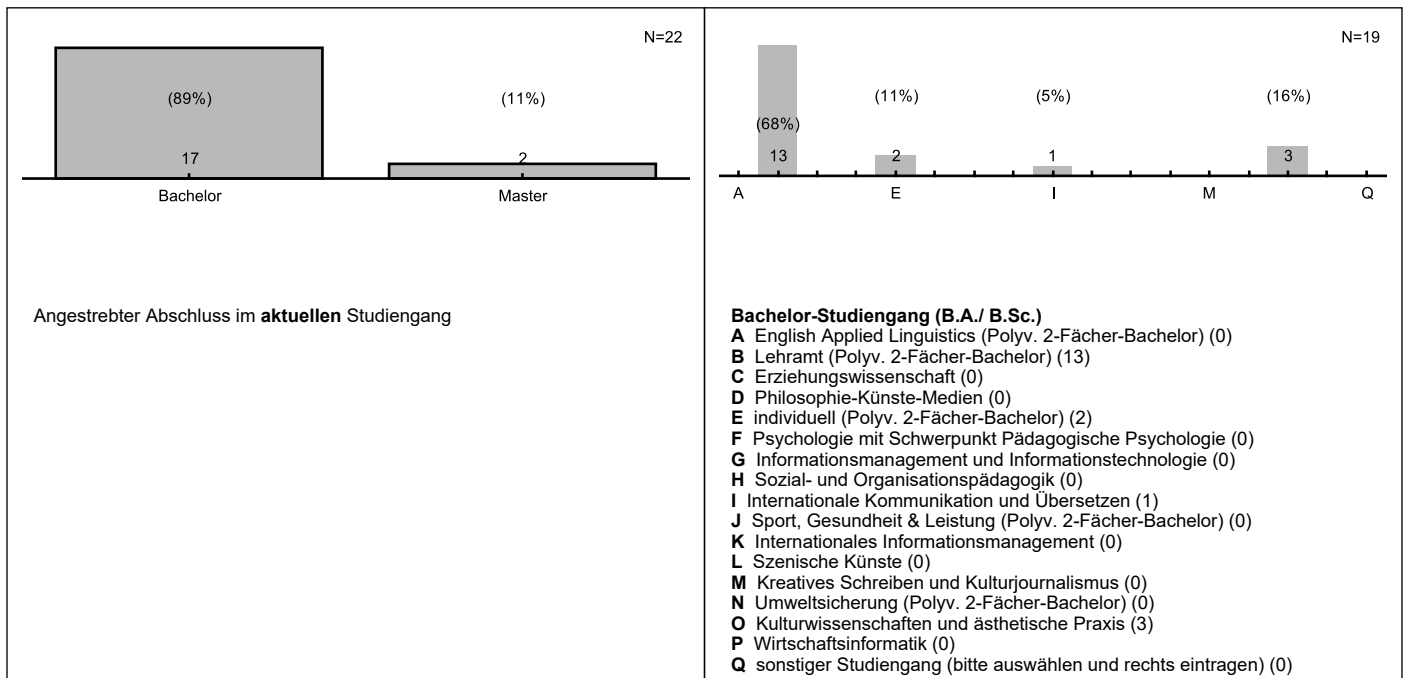 N=22
(89%)
(11%)
17
2
Bachelor
Master
Angestrebter Abschluss im aktuellen Studiengang
N=19
(11%)
(5%)
(16%)
(68%)
13
2
1
3
A
E
I
M
Q
Bachelor-Studiengang (B.A./ B.Sc.)
A English Applied Linguistics (Polyv. 2-Fächer-Bachelor) (0)
B Lehramt (Polyv. 2-Fächer-Bachelor) (13)
C Erziehungswissenschaft (0)
D Philosophie-Künste-Medien (0)
E individuell (Polyv. 2-Fächer-Bachelor) (2)
F Psychologie mit Schwerpunkt Pädagogische Psychologie (0)
G Informationsmanagement und Informationstechnologie (0)
H Sozial- und Organisationspädagogik (0)
I Internationale Kommunikation und Übersetzen (1)
J Sport, Gesundheit & Leistung (Polyv. 2-Fächer-Bachelor) (0)
K Internationales Informationsmanagement (0)
L Szenische Künste (0)
M Kreatives Schreiben und Kulturjournalismus (0)
N Umweltsicherung (Polyv. 2-Fächer-Bachelor) (0)
O Kulturwissenschaften und ästhetische Praxis (3)
P Wirtschaftsinformatik (0)
Q sonstiger Studiengang (bitte auswählen und rechts eintragen) (0)